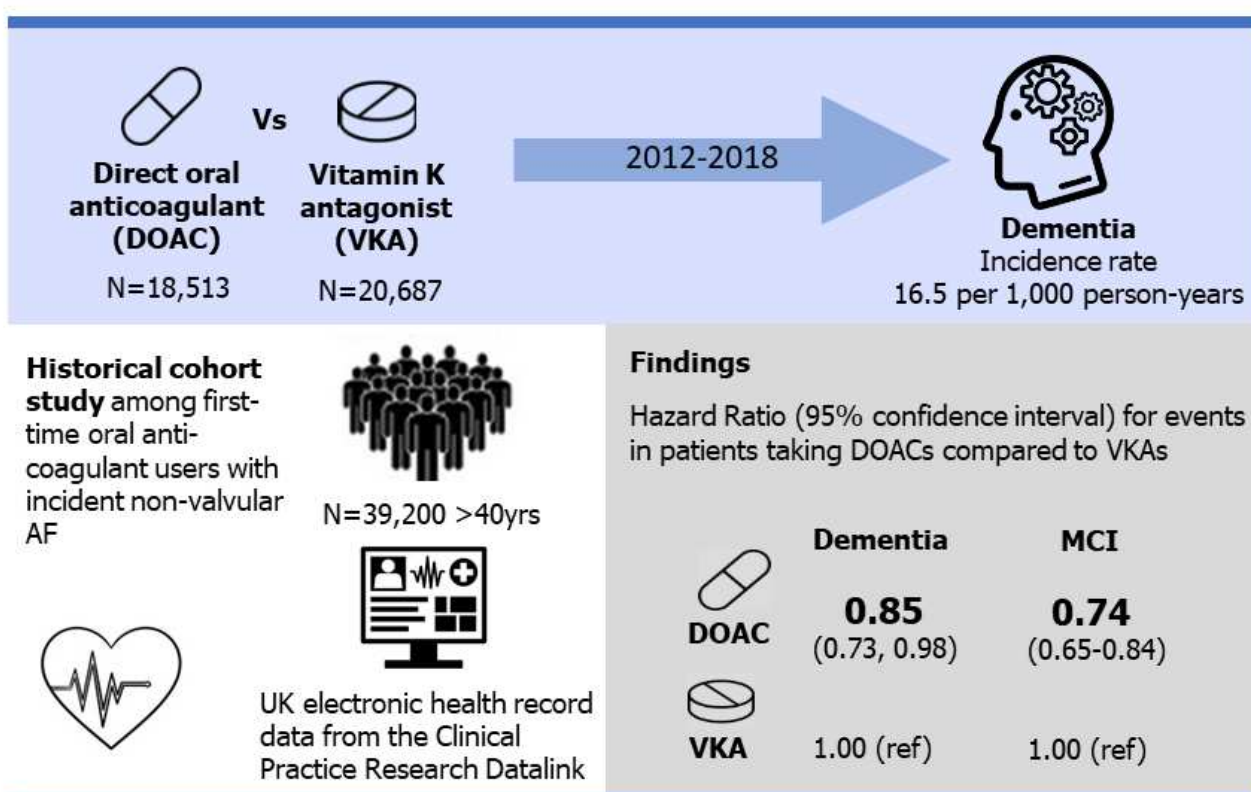 Vs
Direct oral
anticoagulant
(DOAC)
N=18,513
Vitamin K
antagonist
(VKA)
N=20,687
2012-2018
Dementia
Incidence rate
16.5 per 1,000 person-years
Historical cohort
study among first-
time oral anti-
coagulant users with
incident non-valvular
AF
N=39,200 >40yrs
UK electronic health record
data from the Clinical
Practice Research Datalink
Findings
Hazard Ratio (95% confidence interval) for events
in patients taking DOACs compared to VKAs
Dementia MCI
DOAC 0.85 0.74
(0.73, 0.98) (0.65-0.84)
VKA 1.00 (ref) 1.00 (ref)